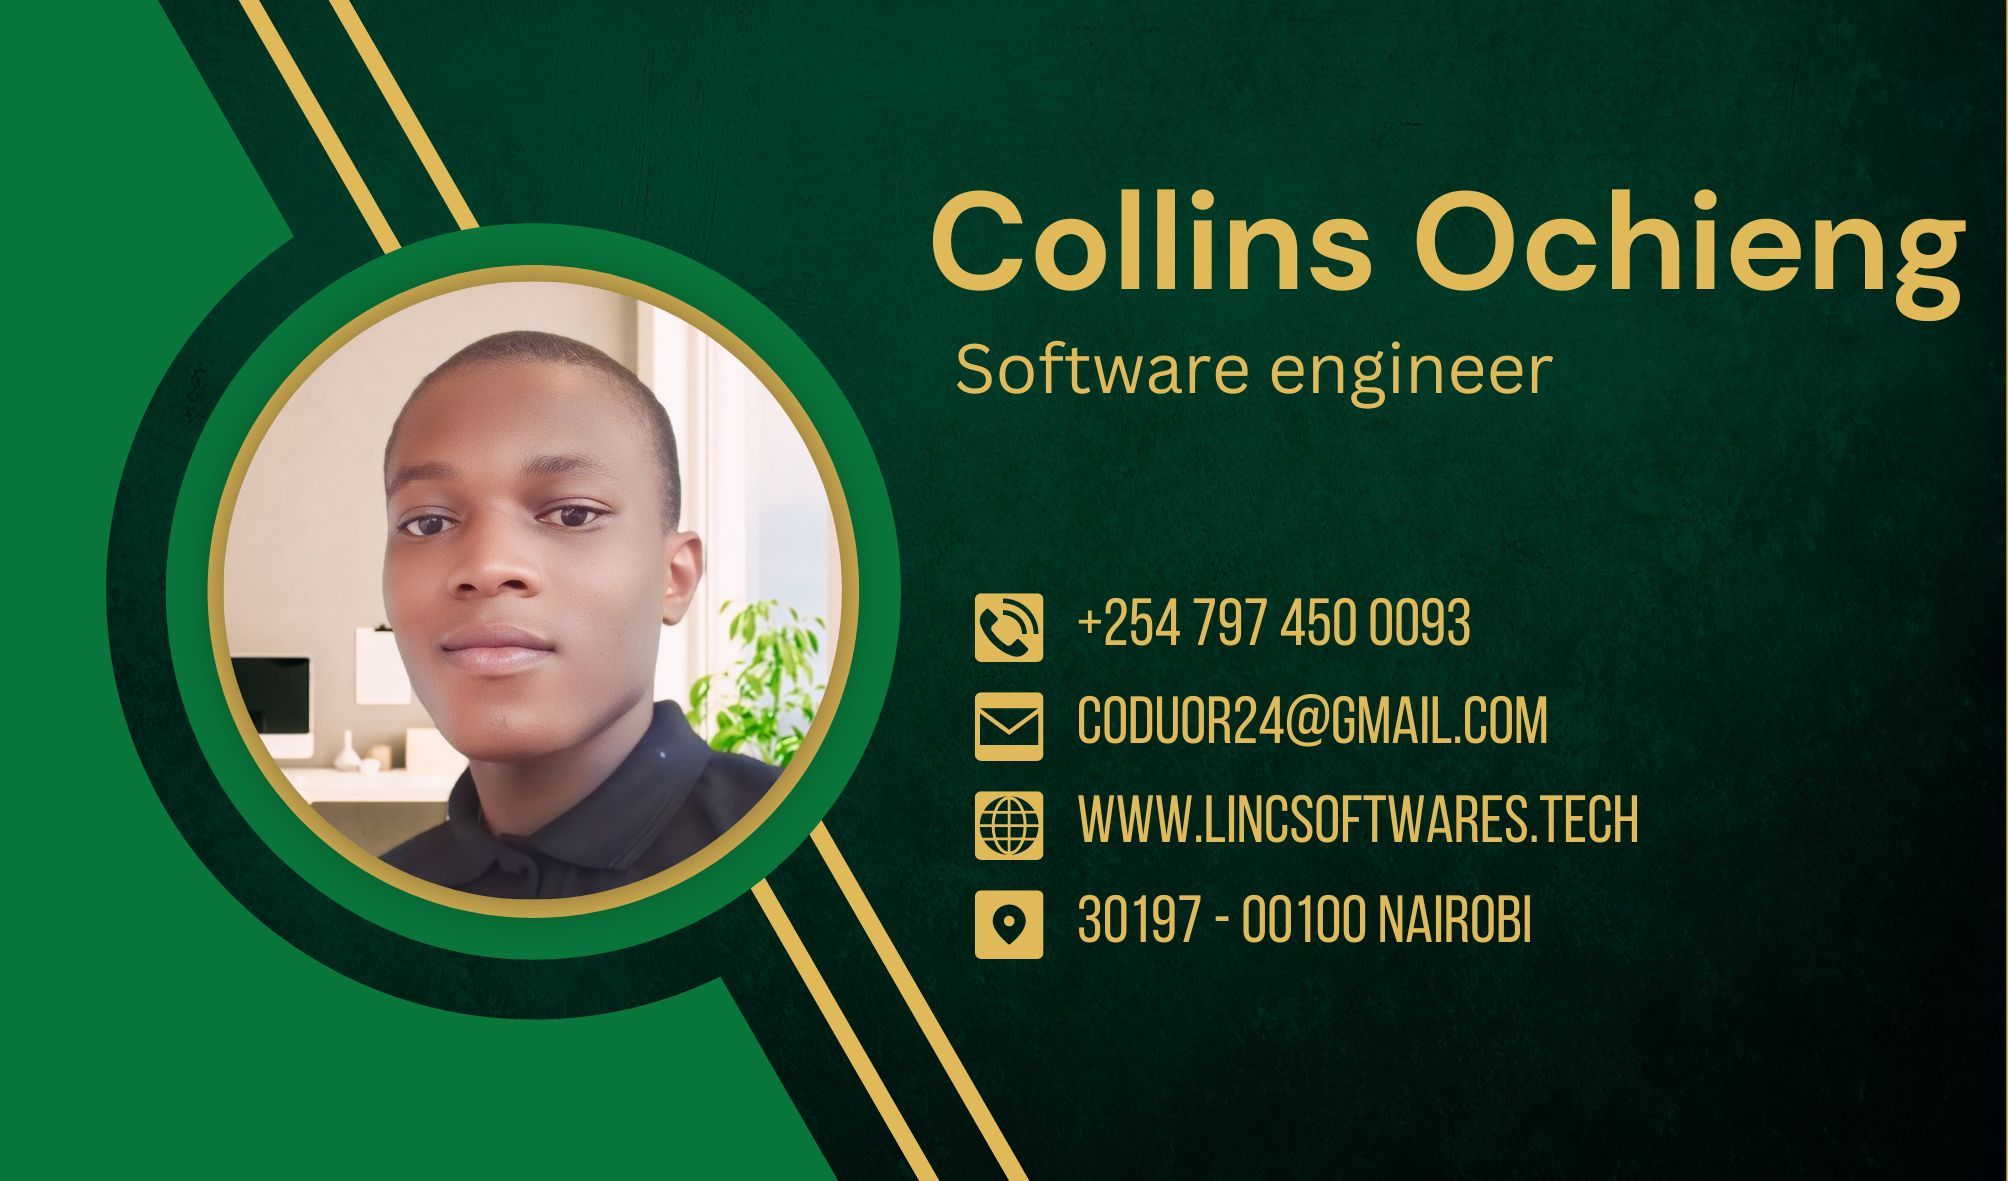 Collins Ochieng
Software engineer
+254 797 450 0093
CODUOR24@GMAIL.COM
WWW.LINCSOFTWARES.TECH
30197 - 00100 NAIROBI